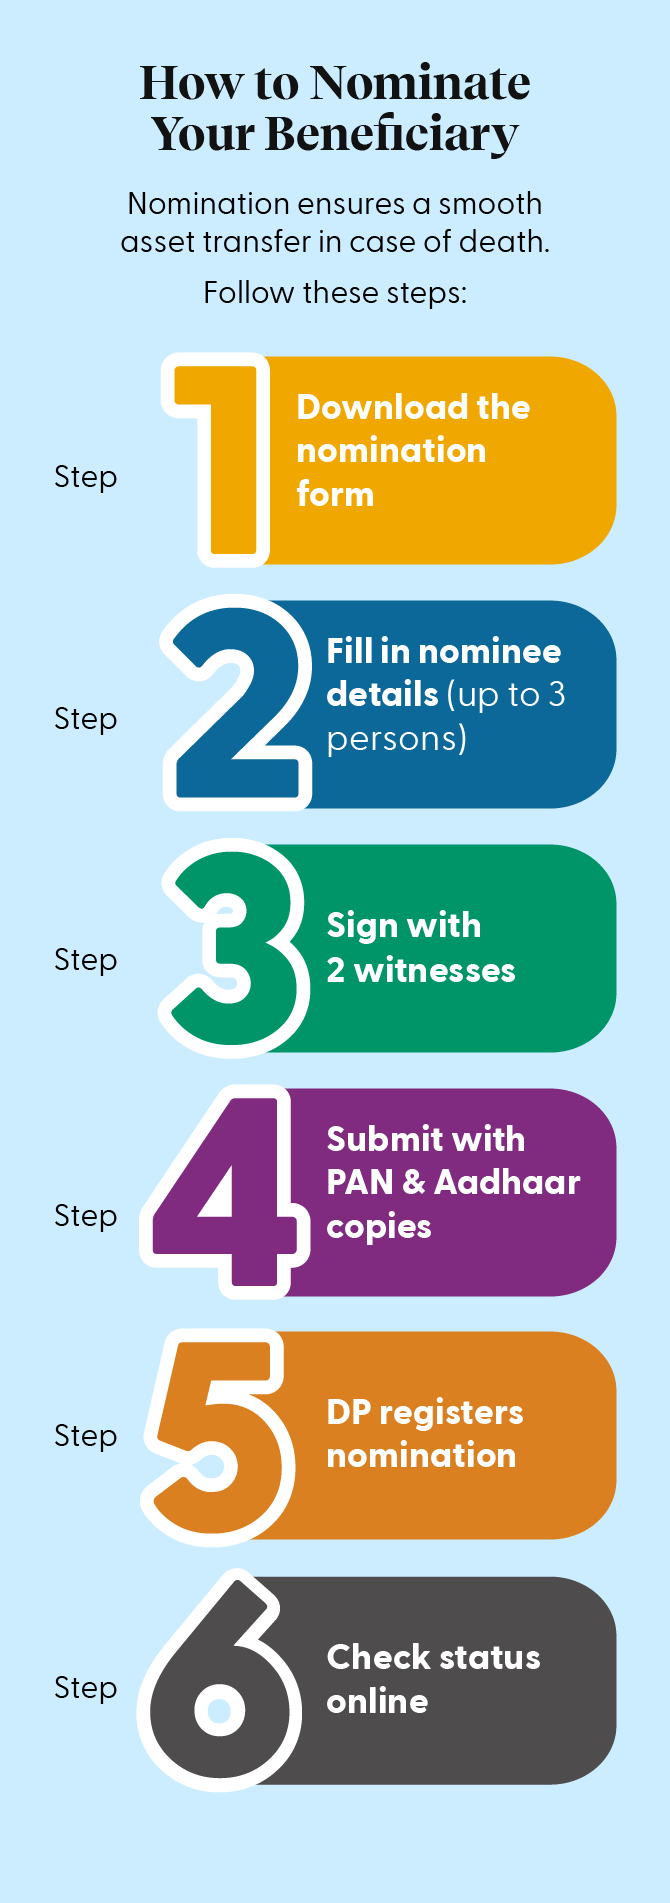 How to Nominate
Your Beneficiary
Nomination ensures a smooth
asset transfer in case of death.
Follow these steps:
Step 1
Download the
nomination
form
Step 2
Fill in nominee
details (up to 3
persons)
Step 3
Sign with
2 witnesses
Step 4
Submit with
PAN & Aadhaar
copies
Step 5
DP registers
nomination
Step 6
Check status
online